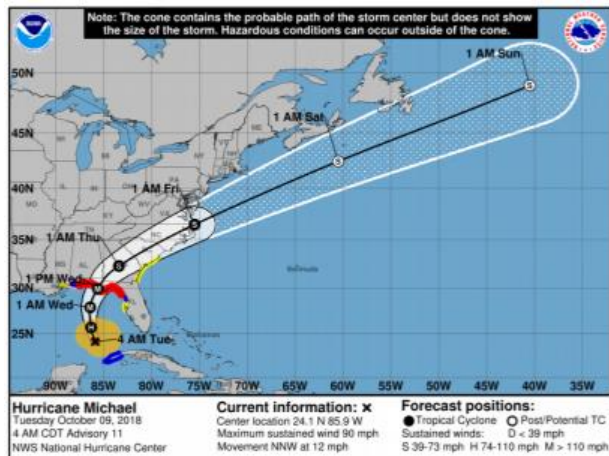 Note: The cone contains the probable path of the storm center but does not show
the size of the storm. Hazardous conditions can occur outside of the cone.
1 AM Sun
50N
1 AM Sat
45N
40N
1 AM Fri
35N
1 AM Thu
Bermuda
1 PM Wed
30N
1 AM Wed
25N
4 AM Tue
90W 85W 80W 75W 70W 65W 60W 55W 50W 45W 40W 35W
Hurricane Michael
Tuesday October 09, 2018
4 AM CDT Advisory 11
NWS National Hurricane Center
Current information: x
Center location 24.1 N 85.9 W
Maximum sustained wind 90 mph
Movement NNW at 12 mph
Forecast positions:
● Tropical Cyclone ○ Post/Potential TC
Sustained winds: D < 39 mph
S 39-73 mph H 74-110 mph M > 110 mph